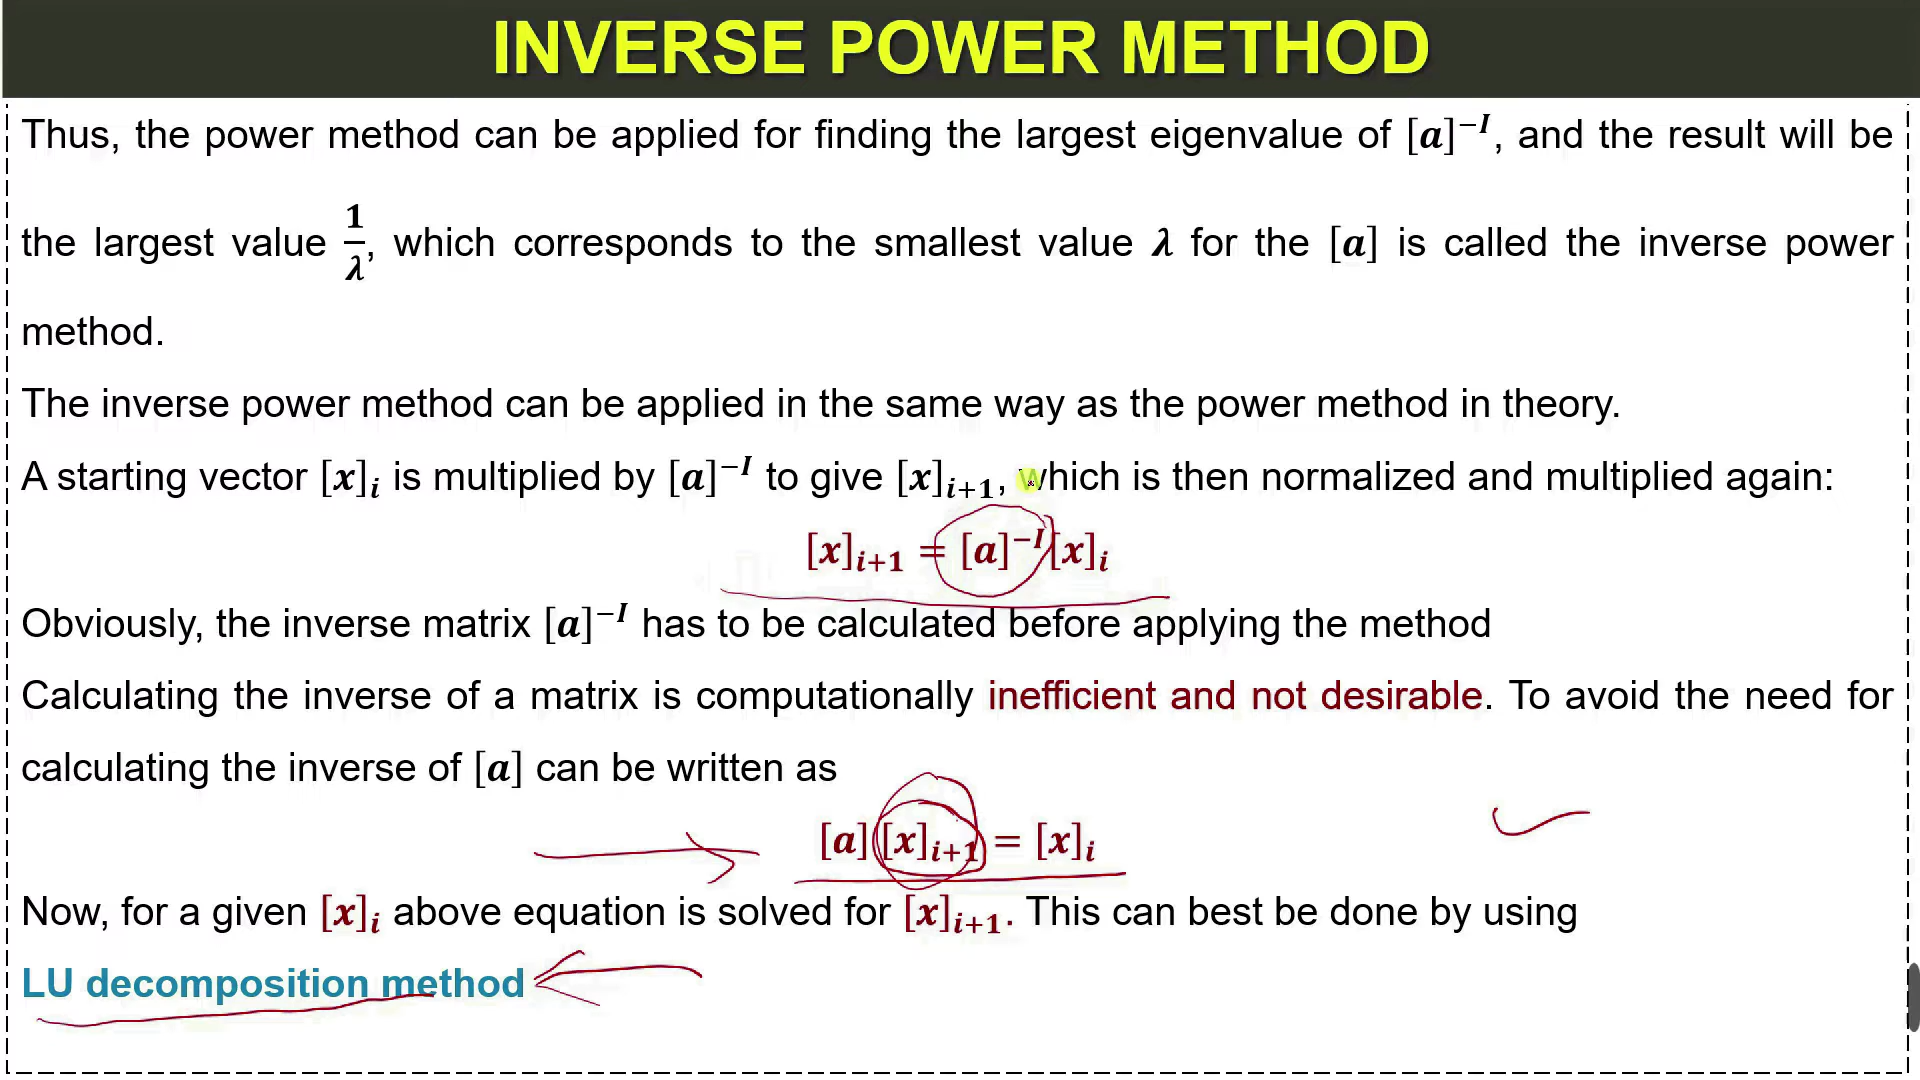 INVERSE POWER METHOD
Thus, the power method can be applied for finding the largest eigenvalue of [a]⁻ᴵ, and the result will be
the largest value 1/λ, which corresponds to the smallest value λ for the [a] is called the inverse power
method.
The inverse power method can be applied in the same way as the power method in theory.
A starting vector [x]ᵢ is multiplied by [a]⁻ᴵ to give [x]ᵢ₊₁, which is then normalized and multiplied again:
[x]ᵢ₊₁ = [a]⁻ᴵ[x]ᵢ
Obviously, the inverse matrix [a]⁻ᴵ has to be calculated before applying the method
Calculating the inverse of a matrix is computationally inefficient and not desirable. To avoid the need for
calculating the inverse of [a] can be written as
[a][x]ᵢ₊₁ = [x]ᵢ
Now, for a given [x]ᵢ above equation is solved for [x]ᵢ₊₁. This can best be done by using
LU decomposition method